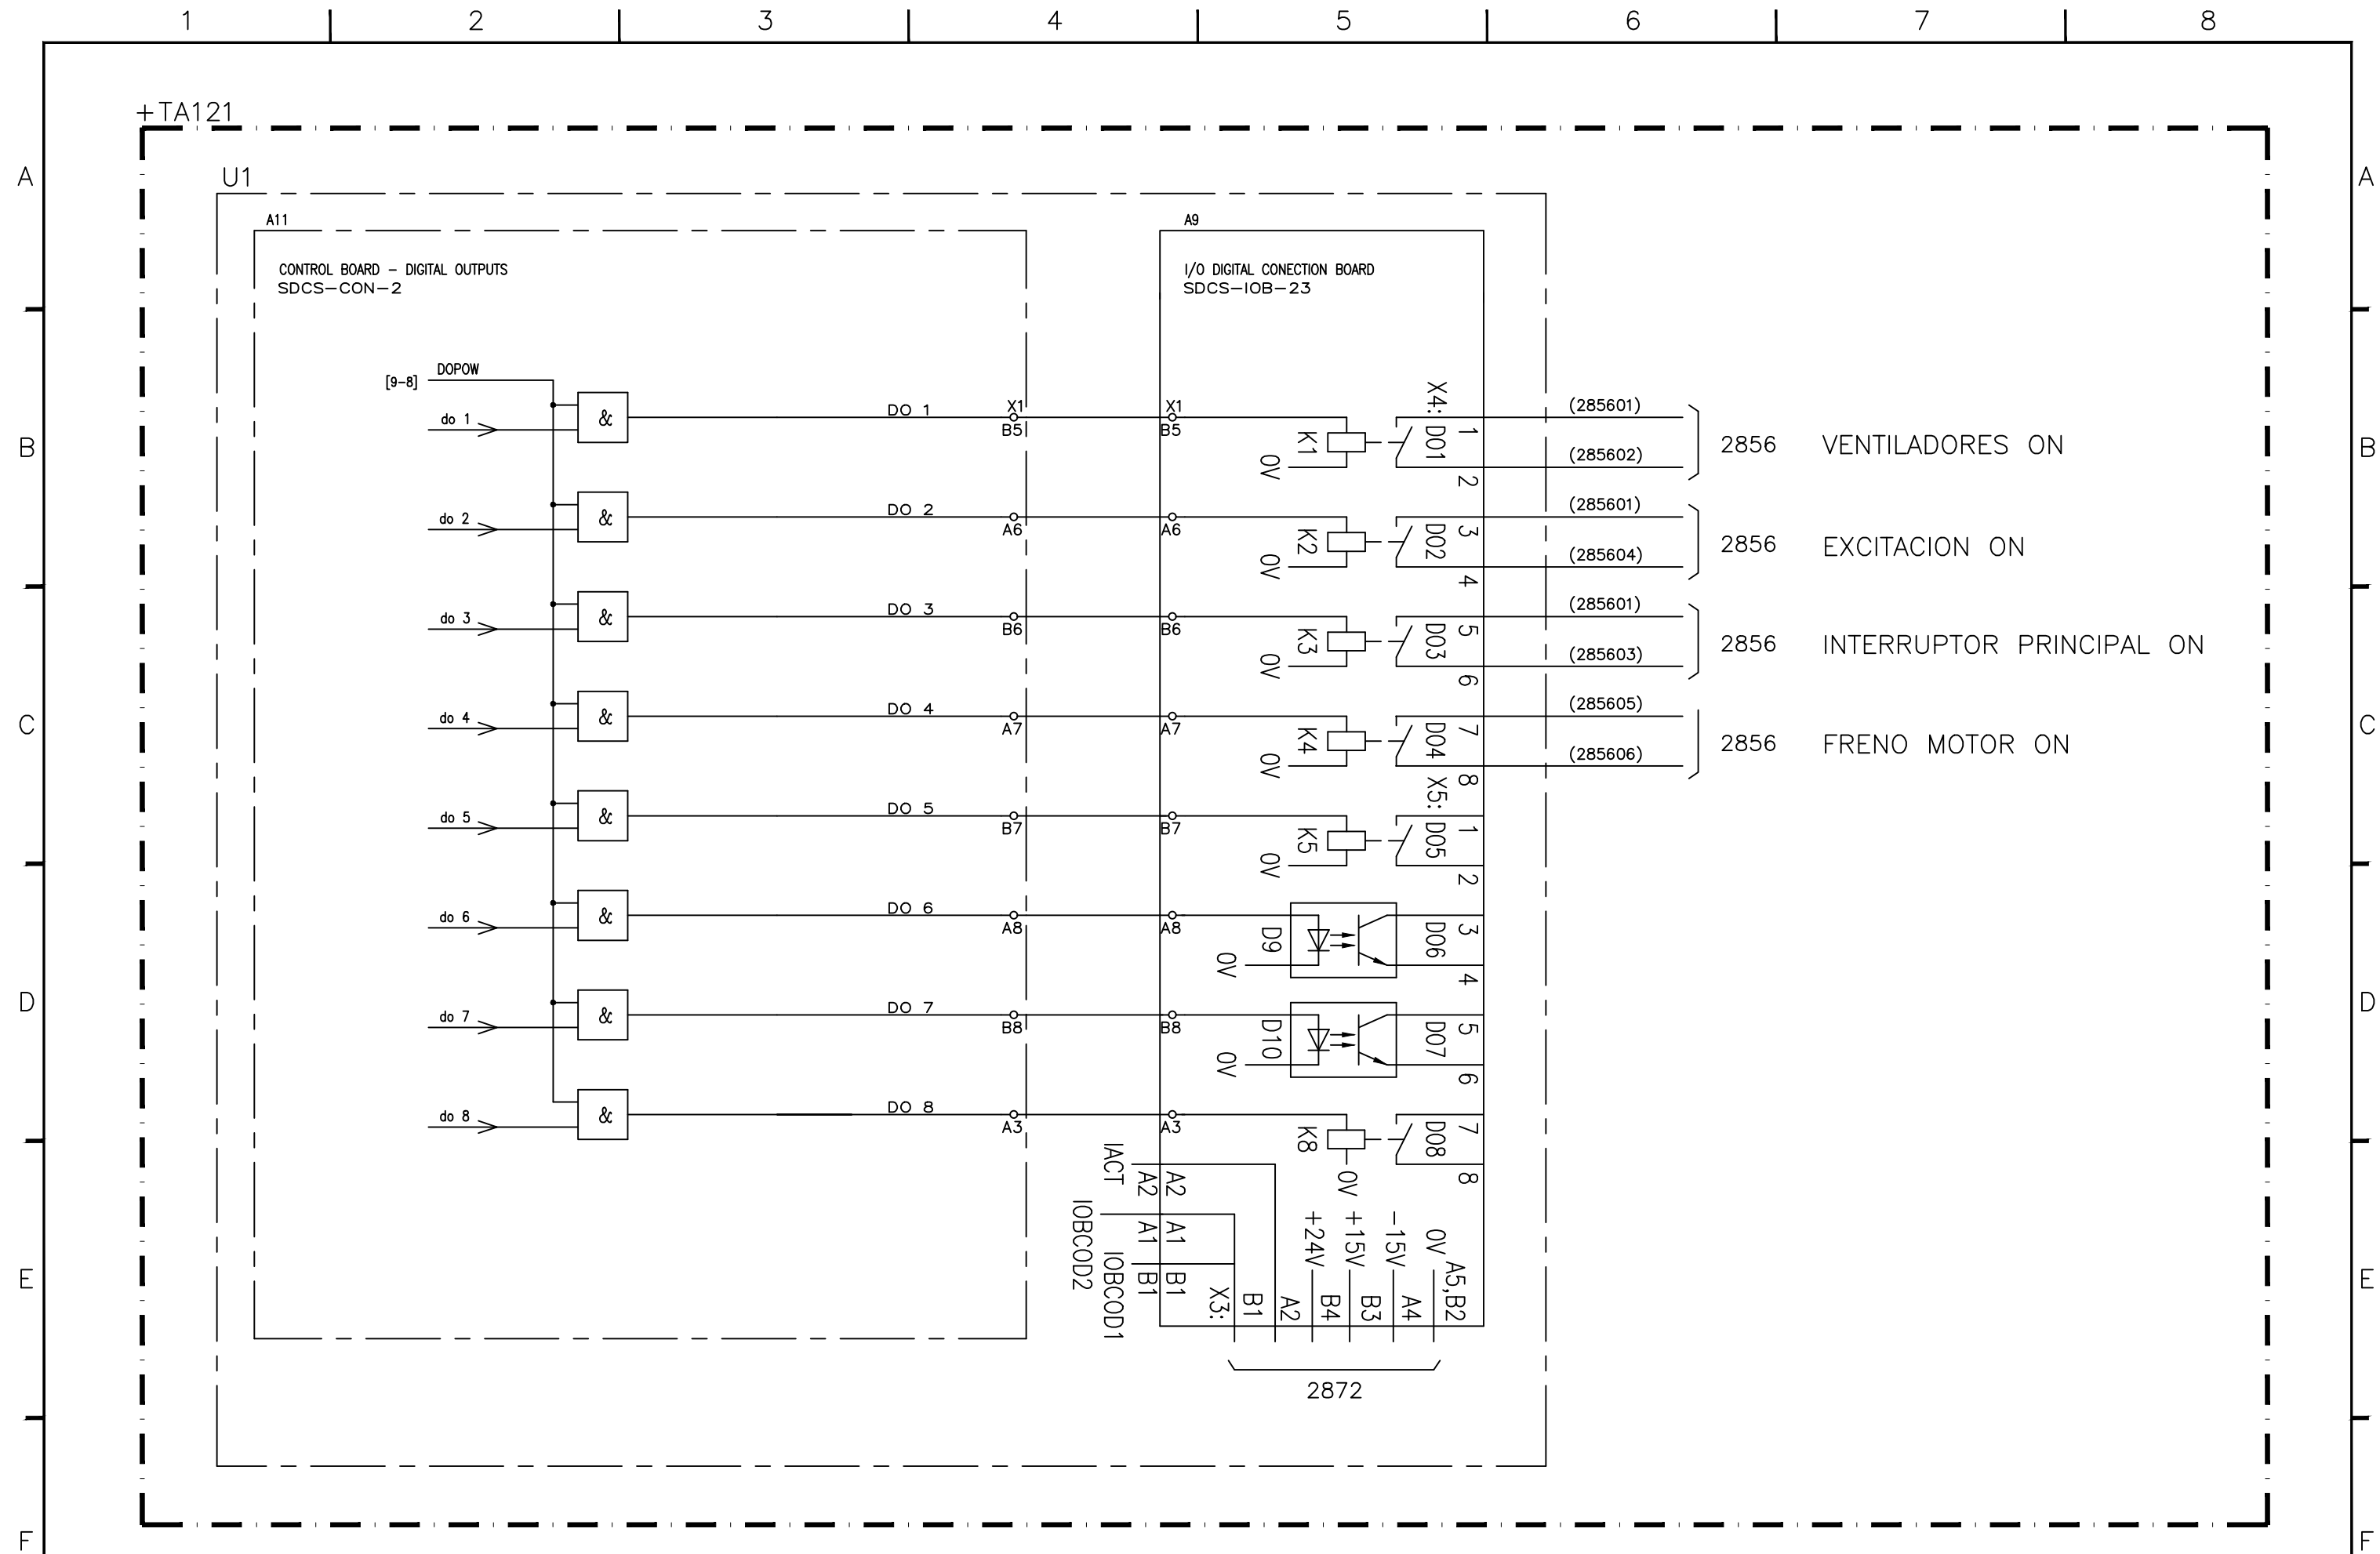 1 2 3 4 5 6 7 8
+TA121
A A
U1
A11 A9
CONTROL BOARD - DIGITAL OUTPUTS
SDCS-CON-2
I/O DIGITAL CONECTION BOARD
SDCS-IOB-23
[9-8] DOPOW
do 1 & DO 1 X1 B5 X1 B5 K1 0V X4: DO1 1 2 (285601) (285602) 2856 VENTILADORES ON
B B
do 2 & DO 2 A6 A6 K2 0V DO2 3 4 (285601) (285604) 2856 EXCITACION ON
do 3 & DO 3 B6 B6 K3 0V DO3 5 6 (285601) (285603) 2856 INTERRUPTOR PRINCIPAL ON
do 4 & DO 4 A7 A7 K4 0V DO4 7 8 (285605) (285606) 2856 FRENO MOTOR ON
C C
do 5 & DO 5 B7 B7 K5 0V X5: DO5 1 2
do 6 & DO 6 A8 A8 D9 0V DO6 3 4
D D
do 7 & DO 7 B8 B8 D10 0V DO7 5 6
do 8 & DO 8 A3 A3 K8 0V DO8 7 8
IACT A2 A2
IOBCOD2 A1 A1
IOBCOD1 B1 B1
+24V +15V -15V 0V
E E
X3: B1 A2 B4 B3 A4 A5,B2
2872
F F